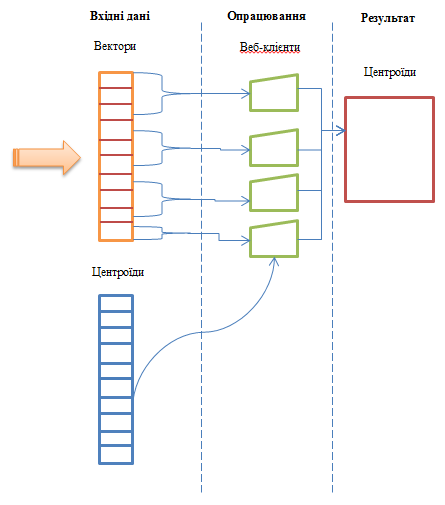 Вхідні дані
Опрацювання
Результат
Вектори
Веб-клієнти
Центроїди
Центроїди